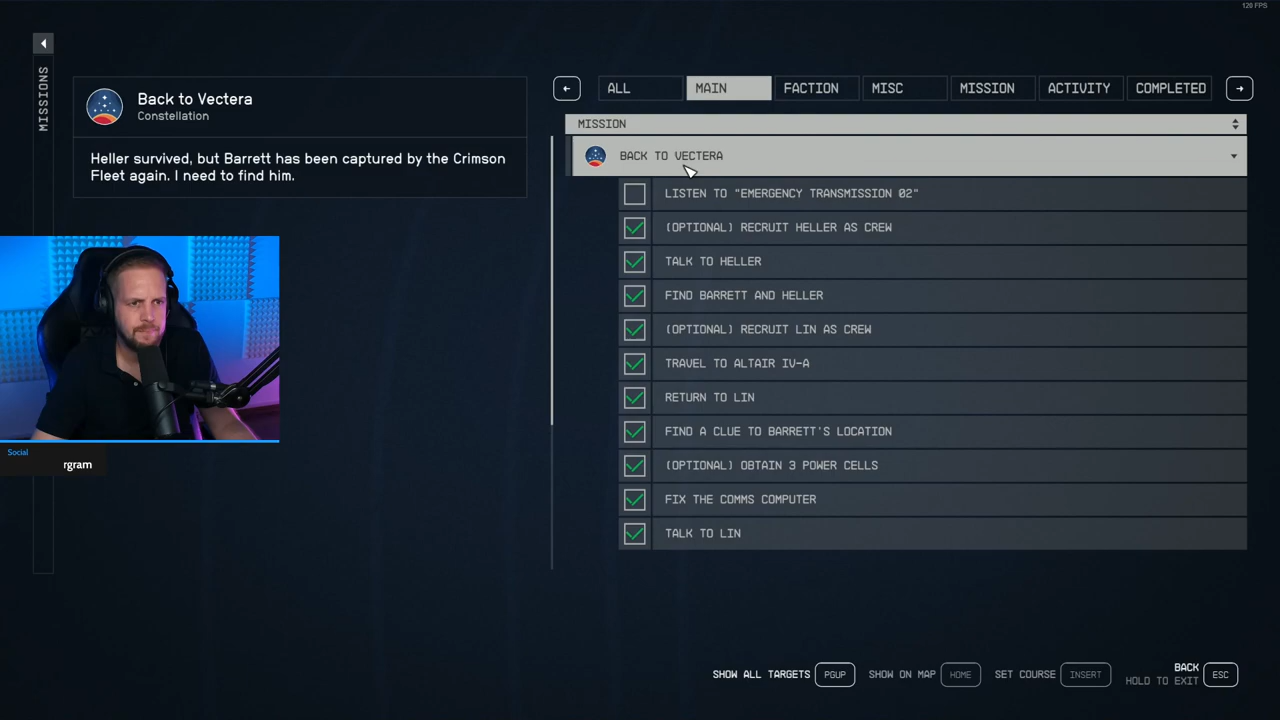 120 FPS
MISSIONS
Back to Vectera
Constellation
Heller survived, but Barrett has been captured by the Crimson
Fleet again. I need to find him.
Social
rgram
ALL
MAIN
FACTION
MISC
MISSION
ACTIVITY
COMPLETED
MISSION
BACK TO VECTERA
LISTEN TO "EMERGENCY TRANSMISSION 02"
(OPTIONAL) RECRUIT HELLER AS CREW
TALK TO HELLER
FIND BARRETT AND HELLER
(OPTIONAL) RECRUIT LIN AS CREW
TRAVEL TO ALTAIR IV-A
RETURN TO LIN
FIND A CLUE TO BARRETT'S LOCATION
(OPTIONAL) OBTAIN 3 POWER CELLS
FIX THE COMMS COMPUTER
TALK TO LIN
SHOW ALL TARGETS PGUP
SHOW ON MAP HOME
SET COURSE INSERT
BACK
HOLD TO EXIT
ESC